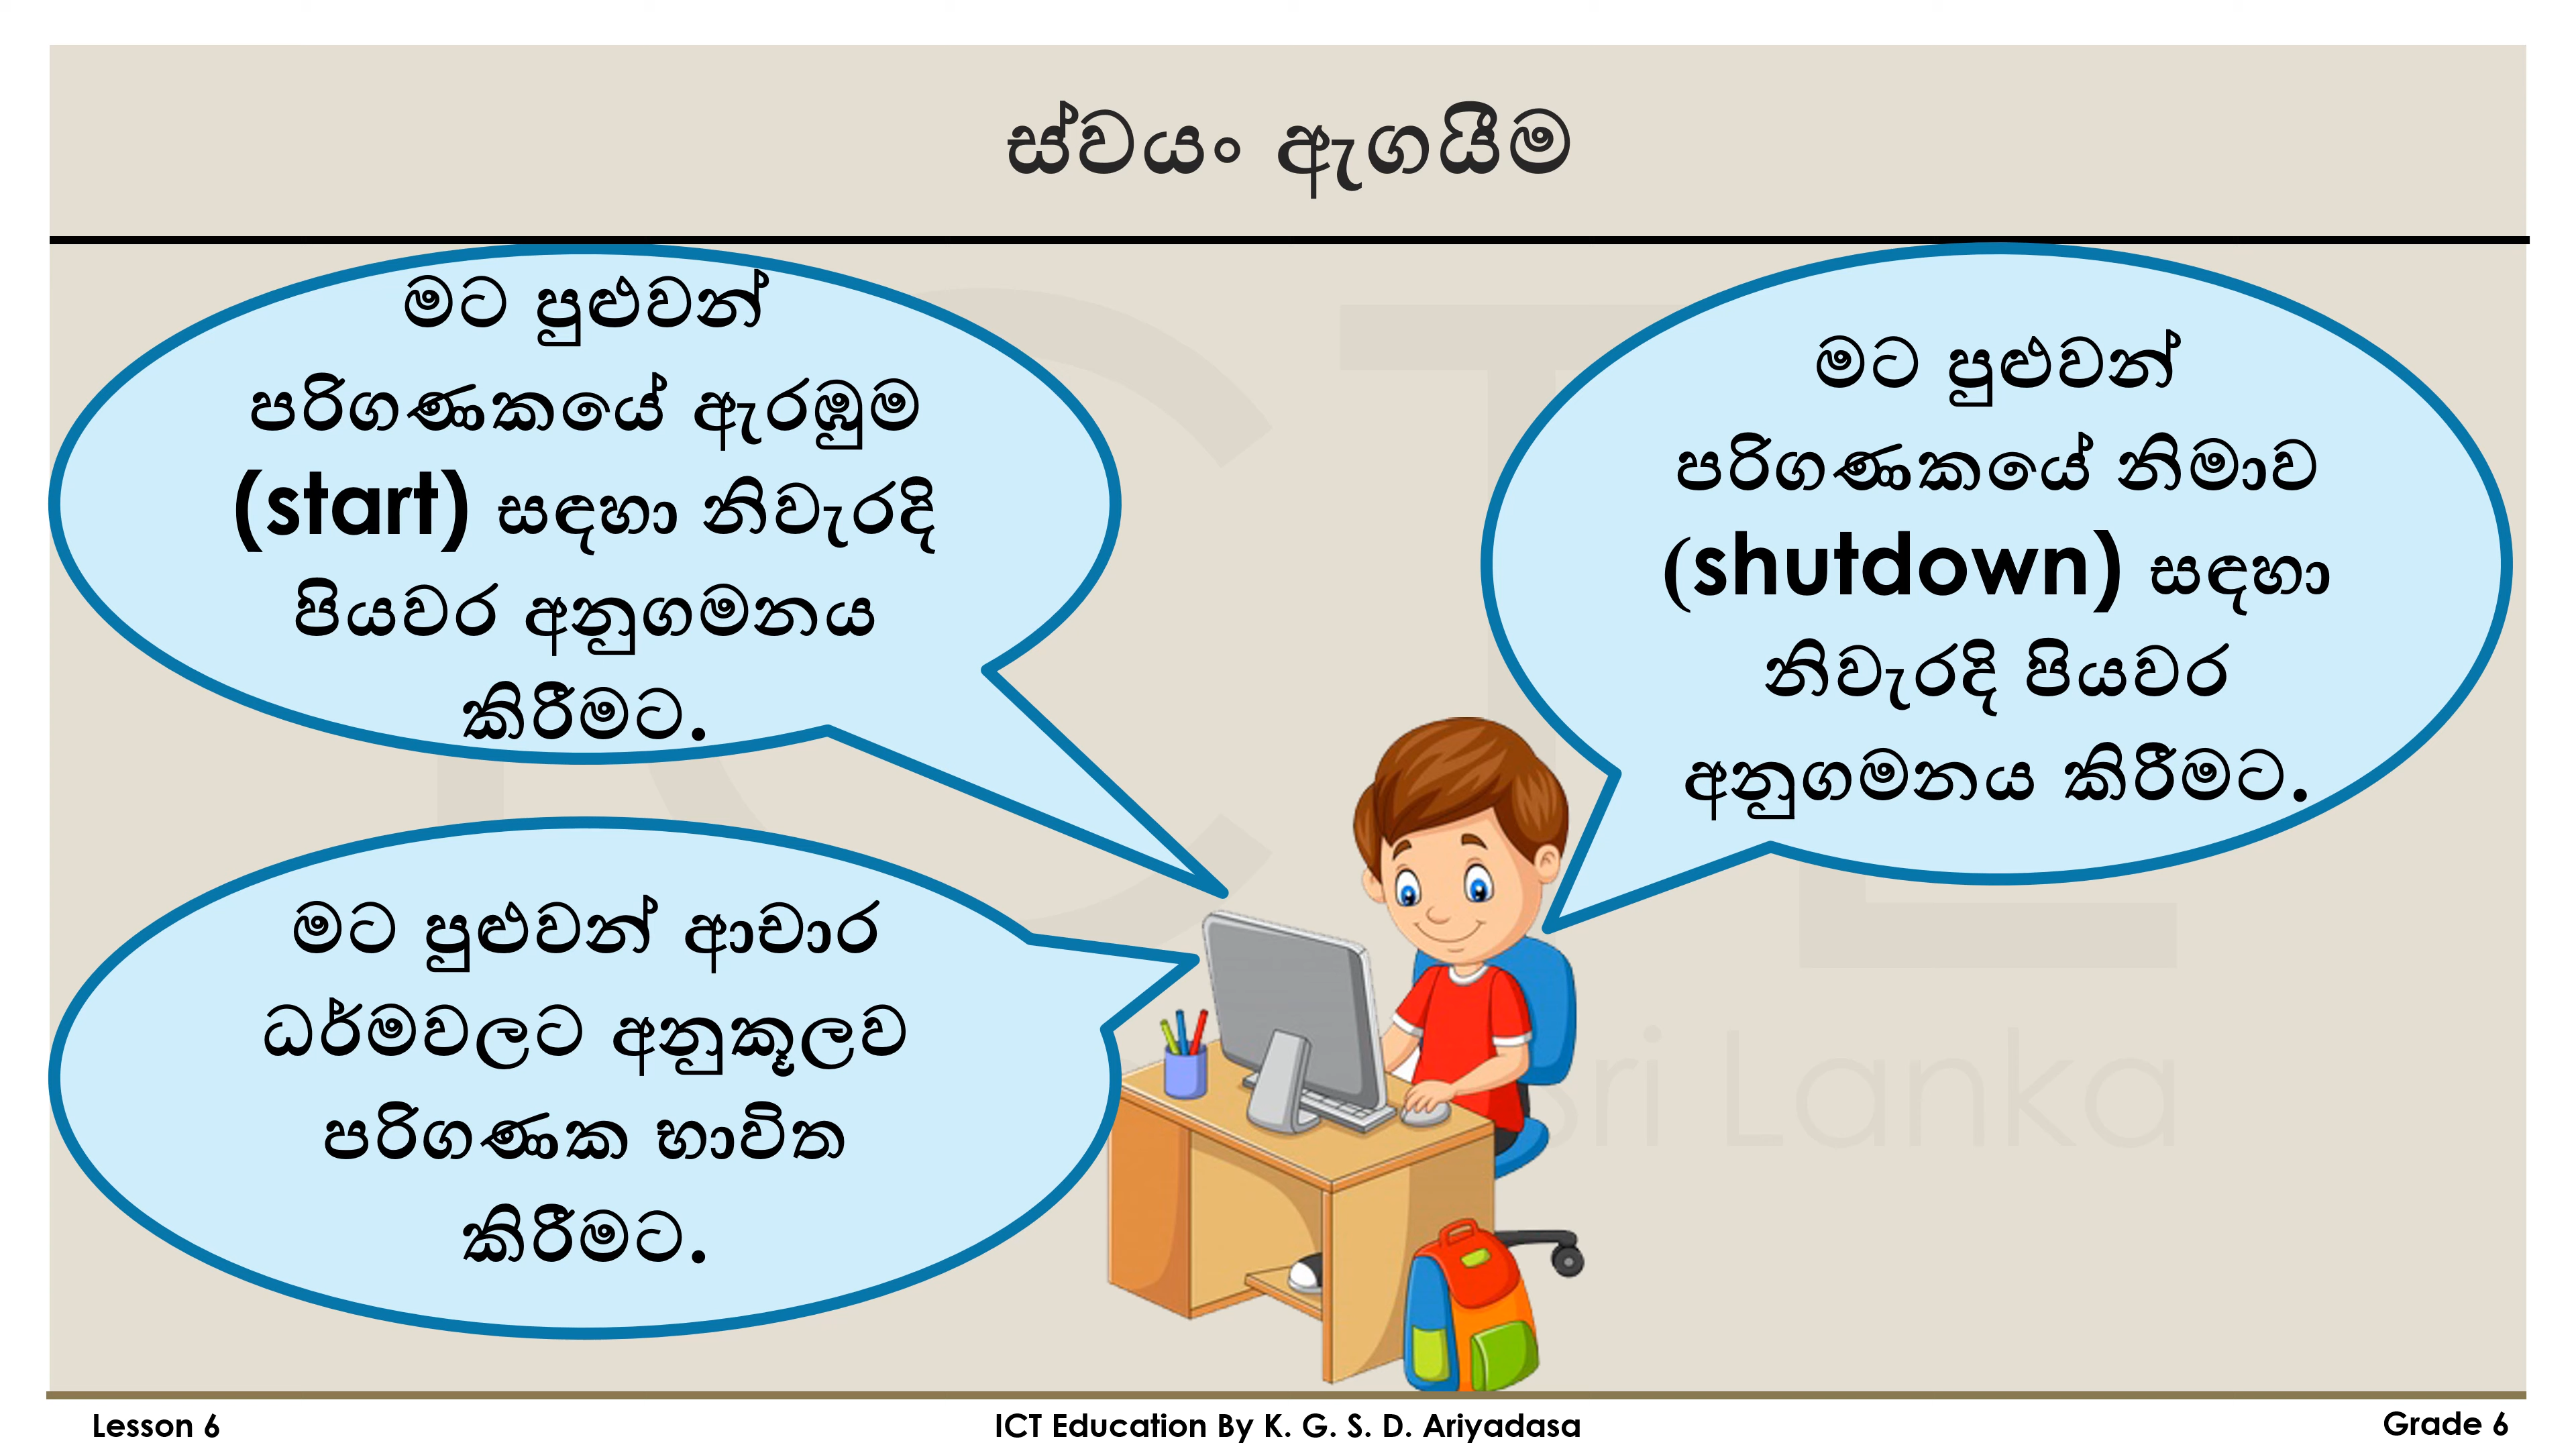 ස්වයං ඇගයීම
මට පුළුවන්
පරිගණකයේ ඇරඹුම
(start) සඳහා නිවැරදි
පියවර අනුගමනය
කිරීමට.
මට පුළුවන්
පරිගණකයේ නිමාව
(shutdown) සඳහා
නිවැරදි පියවර
අනුගමනය කිරීමට.
මට පුළුවන් ආචාර
ධර්මවලට අනුකූලව
පරිගණක භාවිත
කිරීමට.
Sri Lanka
Lesson 6
ICT Education By K. G. S. D. Ariyadasa
Grade 6